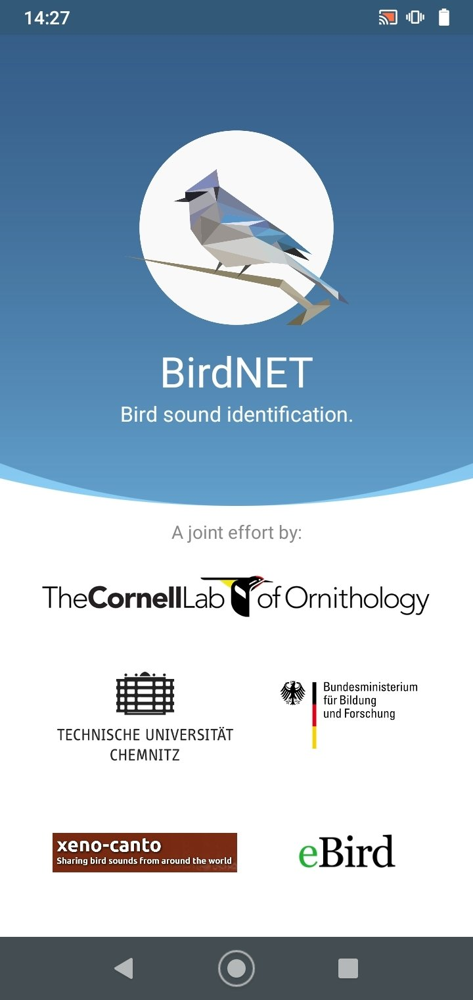 14:27
BirdNET
Bird sound identification.
A joint effort by:
TheCornellLab of Ornithology
TECHNISCHE UNIVERSITÄT
CHEMNITZ
Bundesministerium
für Bildung
und Forschung
xeno-canto
Sharing bird sounds from around the world
eBird